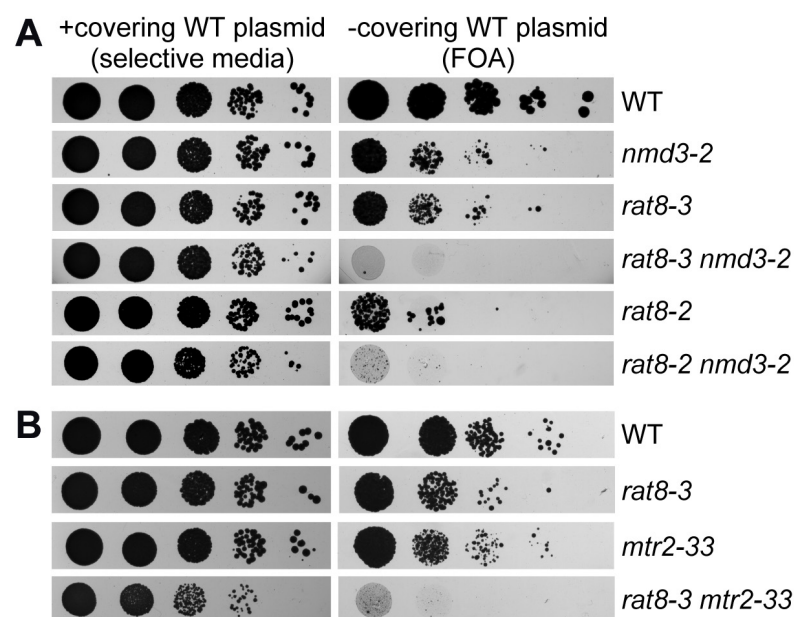 A
+covering WT plasmid
(selective media)
-covering WT plasmid
(FOA)
WT
nmd3-2
rat8-3
rat8-3 nmd3-2
rat8-2
rat8-2 nmd3-2
B
WT
rat8-3
mtr2-33
rat8-3 mtr2-33